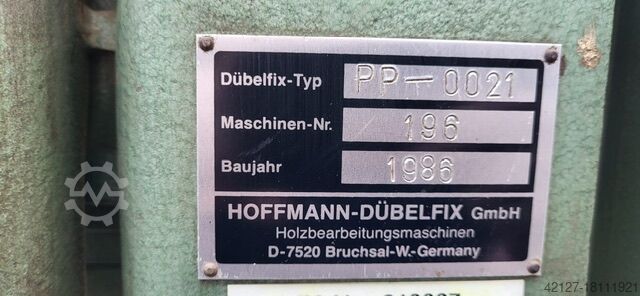 Dübelfix-Typ PP-0021
Maschinen-Nr. 196
Baujahr 1986
HOFFMANN-DÜBELFIX GmbH
Holzbearbeitungsmaschinen
D-7520 Bruchsal-W.-Germany
42127-18111921